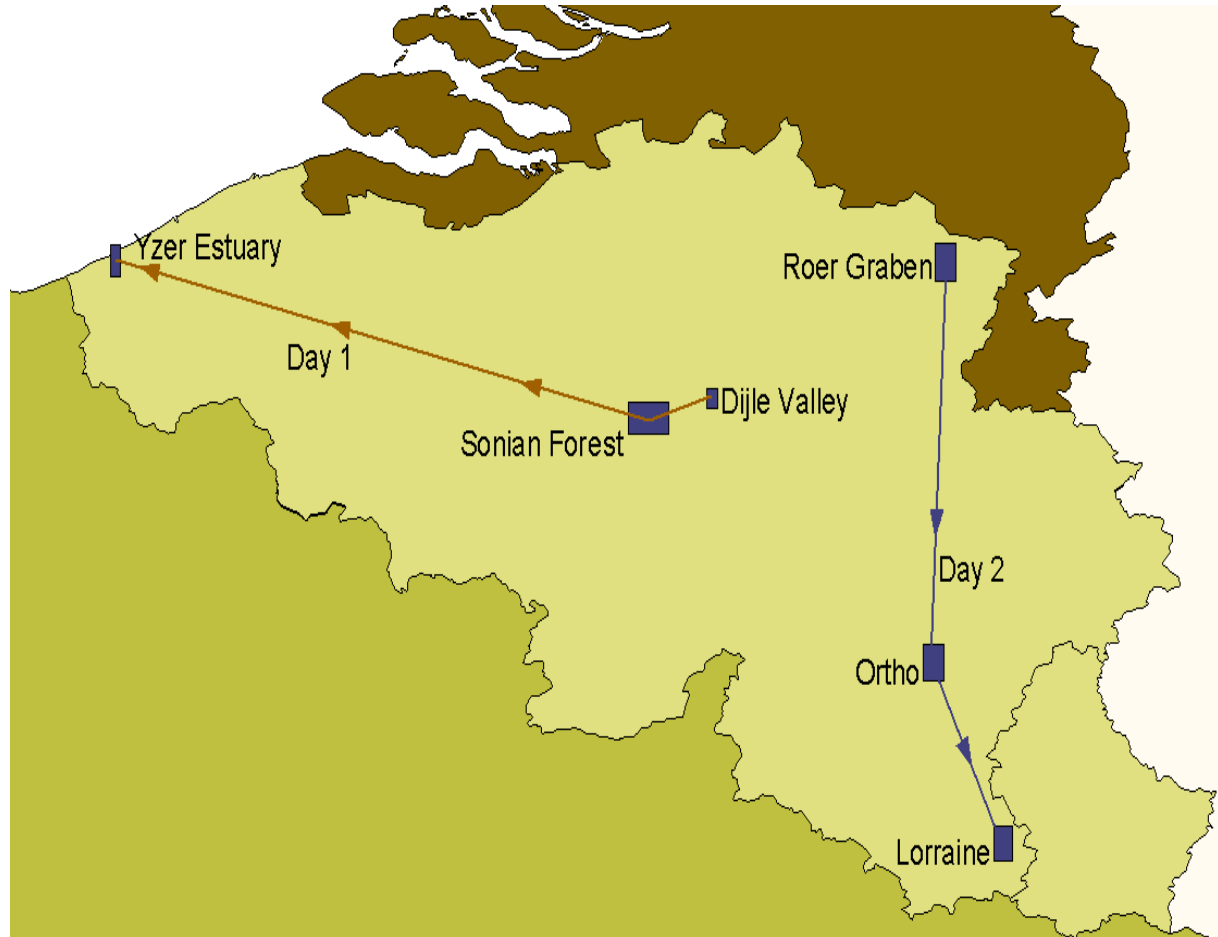 Yzer Estuary
Roer Graben
Day 1
Dijle Valley
Sonian Forest
Day 2
Ortho
Lorraine